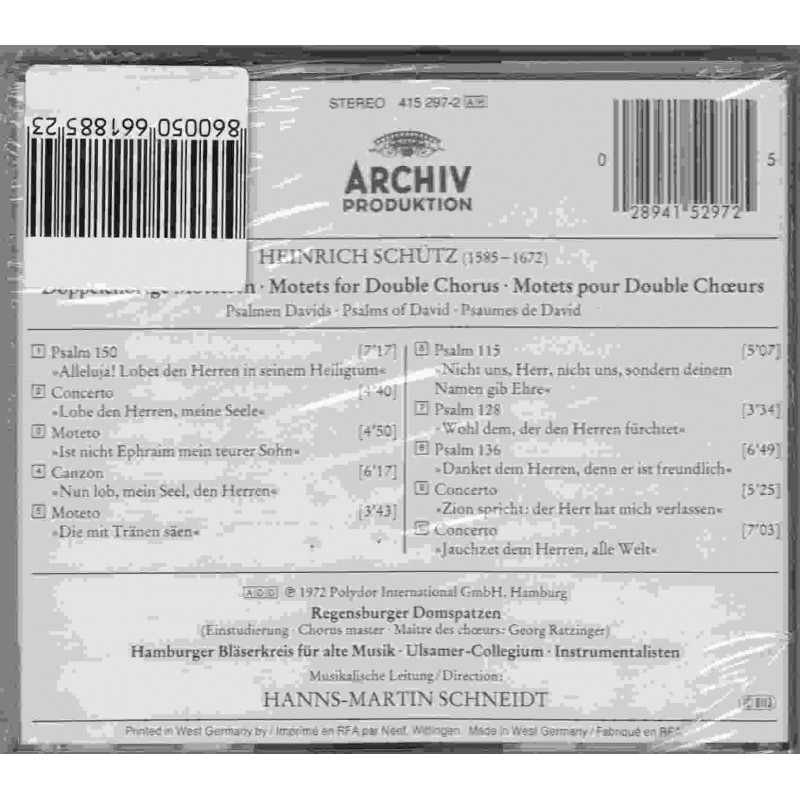 860050 661885 23
STEREO 415 297-2 AH
ARCHIV
PRODUKTION
0 28941 52972 5
HEINRICH SCHÜTZ (1585–1672)
· Motets for Double Chorus · Motets pour Double Chœurs
Psalmen Davids · Psalms of David · Psaumes de David
1 Psalm 150 [7'17]
»Alleluja! Lobet den Herren in seinem Heiligtum«
2 Concerto [4'40]
»Lobe den Herren, meine Seele«
3 Moteto [4'50]
»Ist nicht Ephraim mein teurer Sohn«
4 Canzon [6'17]
»Nun lob, mein Seel, den Herren«
5 Moteto [3'43]
»Die mit Tränen säen«
6 Psalm 115 [5'07]
»Nicht uns, Herr, nicht uns, sondern deinem
Namen gib Ehre«
7 Psalm 128 [3'34]
»Wohl dem, der den Herren fürchtet«
8 Psalm 136 [6'49]
»Danket dem Herren, denn er ist freundlich«
9 Concerto [5'25]
»Zion spricht: der Herr hat mich verlassen«
Concerto [7'03]
»Jauchzet dem Herren, alle Welt«
ADD ℗ 1972 Polydor International GmbH, Hamburg
Regensburger Domspatzen
(Einstudierung · Chorus master · Maître des chœurs: Georg Ratzinger)
Hamburger Bläserkreis für alte Musik · Ulsamer-Collegium · Instrumentalisten
Musikalische Leitung/Direction:
HANNS-MARTIN SCHNEIDT
Printed in West Germany by / Imprimé en RFA par Neef, Wittingen Made in West Germany / Fabriqué en RFA